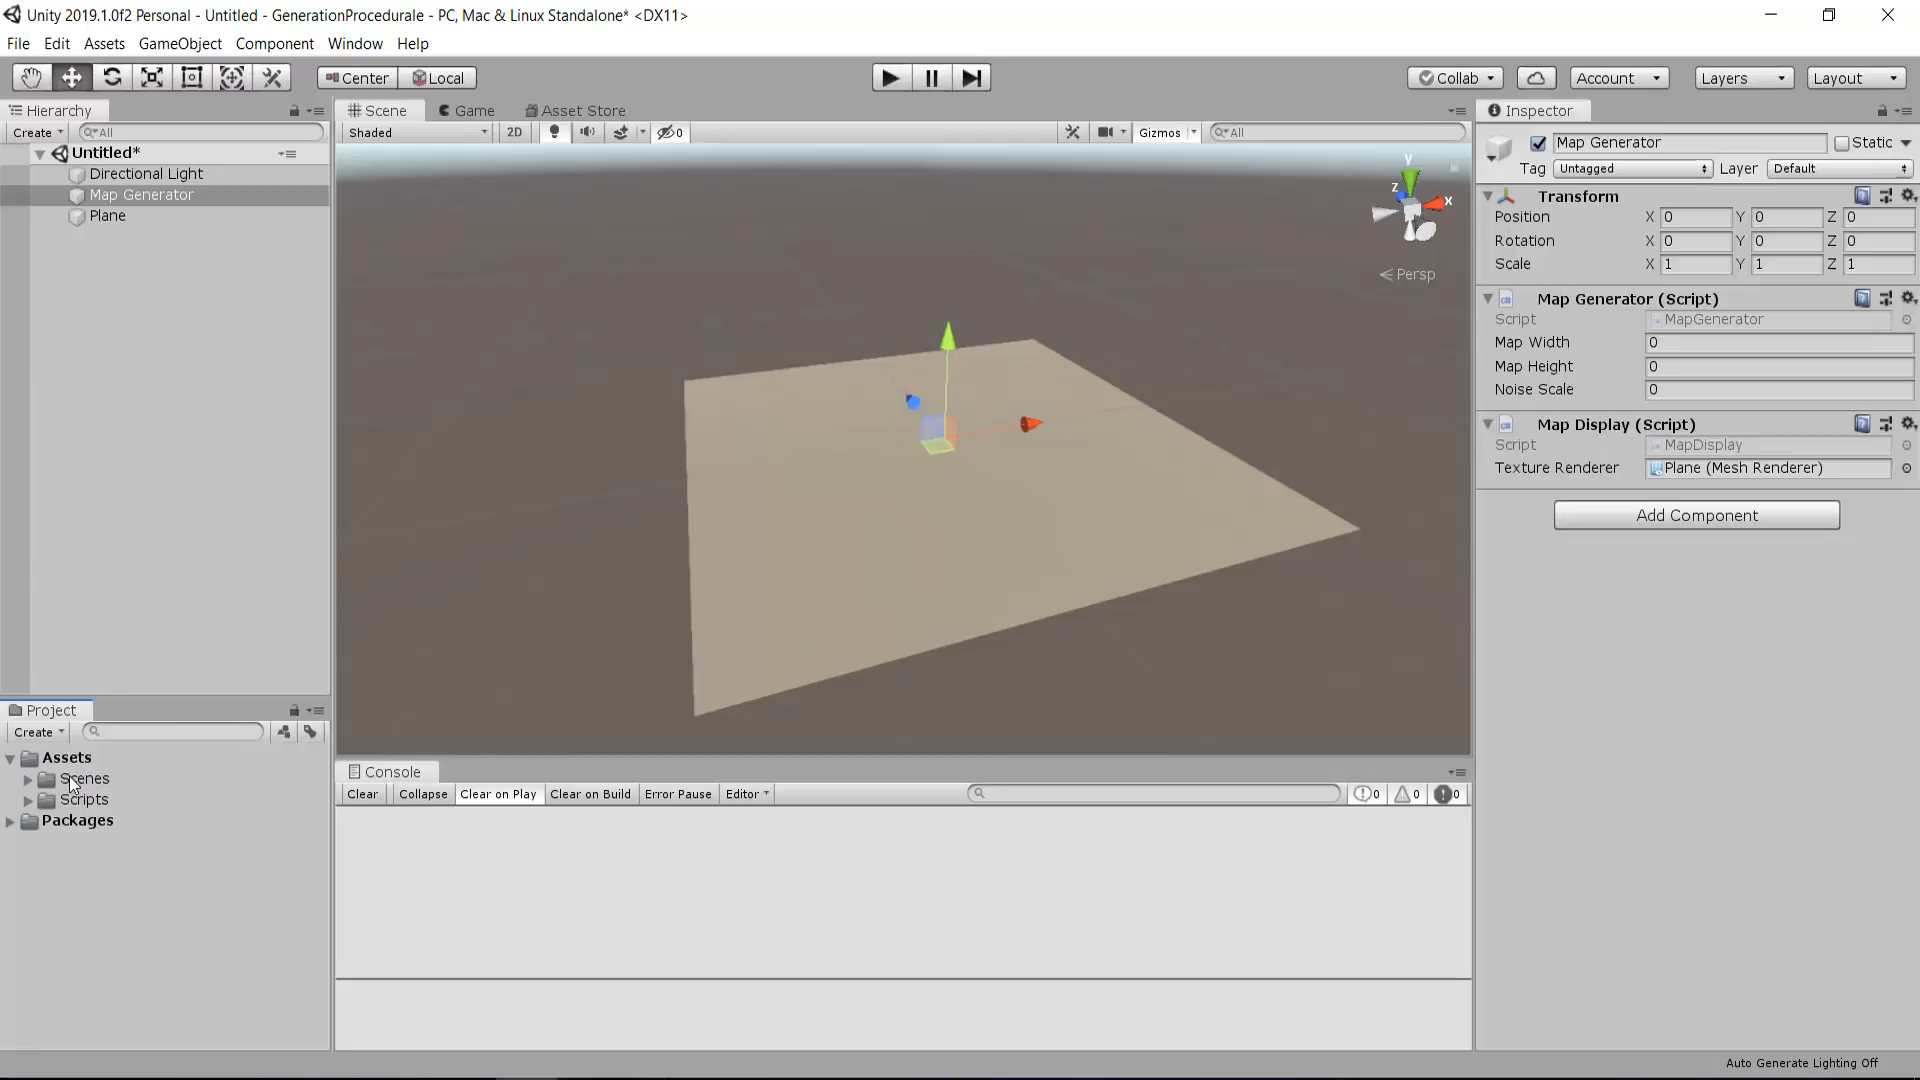 Unity 2019.1.0f2 Personal - Untitled - GenerationProcedurale - PC, Mac & Linux Standalone* <DX11>
File Edit Assets GameObject Component Window Help
Center Local Collab Account Layers Layout
Hierarchy
Create All
Untitled*
Directional Light
Map Generator
Plane
Scene Game Asset Store
Shaded 2D 0 Gizmos All
y
z
x
Persp
Inspector
Map Generator Static
Tag Untagged Layer Default
Transform
Position X 0 Y 0 Z 0
Rotation X 0 Y 0 Z 0
Scale X 1 Y 1 Z 1
Map Generator (Script)
Script MapGenerator
Map Width 0
Map Height 0
Noise Scale 0
Map Display (Script)
Script MapDisplay
Texture Renderer Plane (Mesh Renderer)
Add Component
Project
Create
Assets
Scenes
Scripts
Packages
Console
Clear Collapse Clear on Play Clear on Build Error Pause Editor 0 0 0
Auto Generate Lighting Off